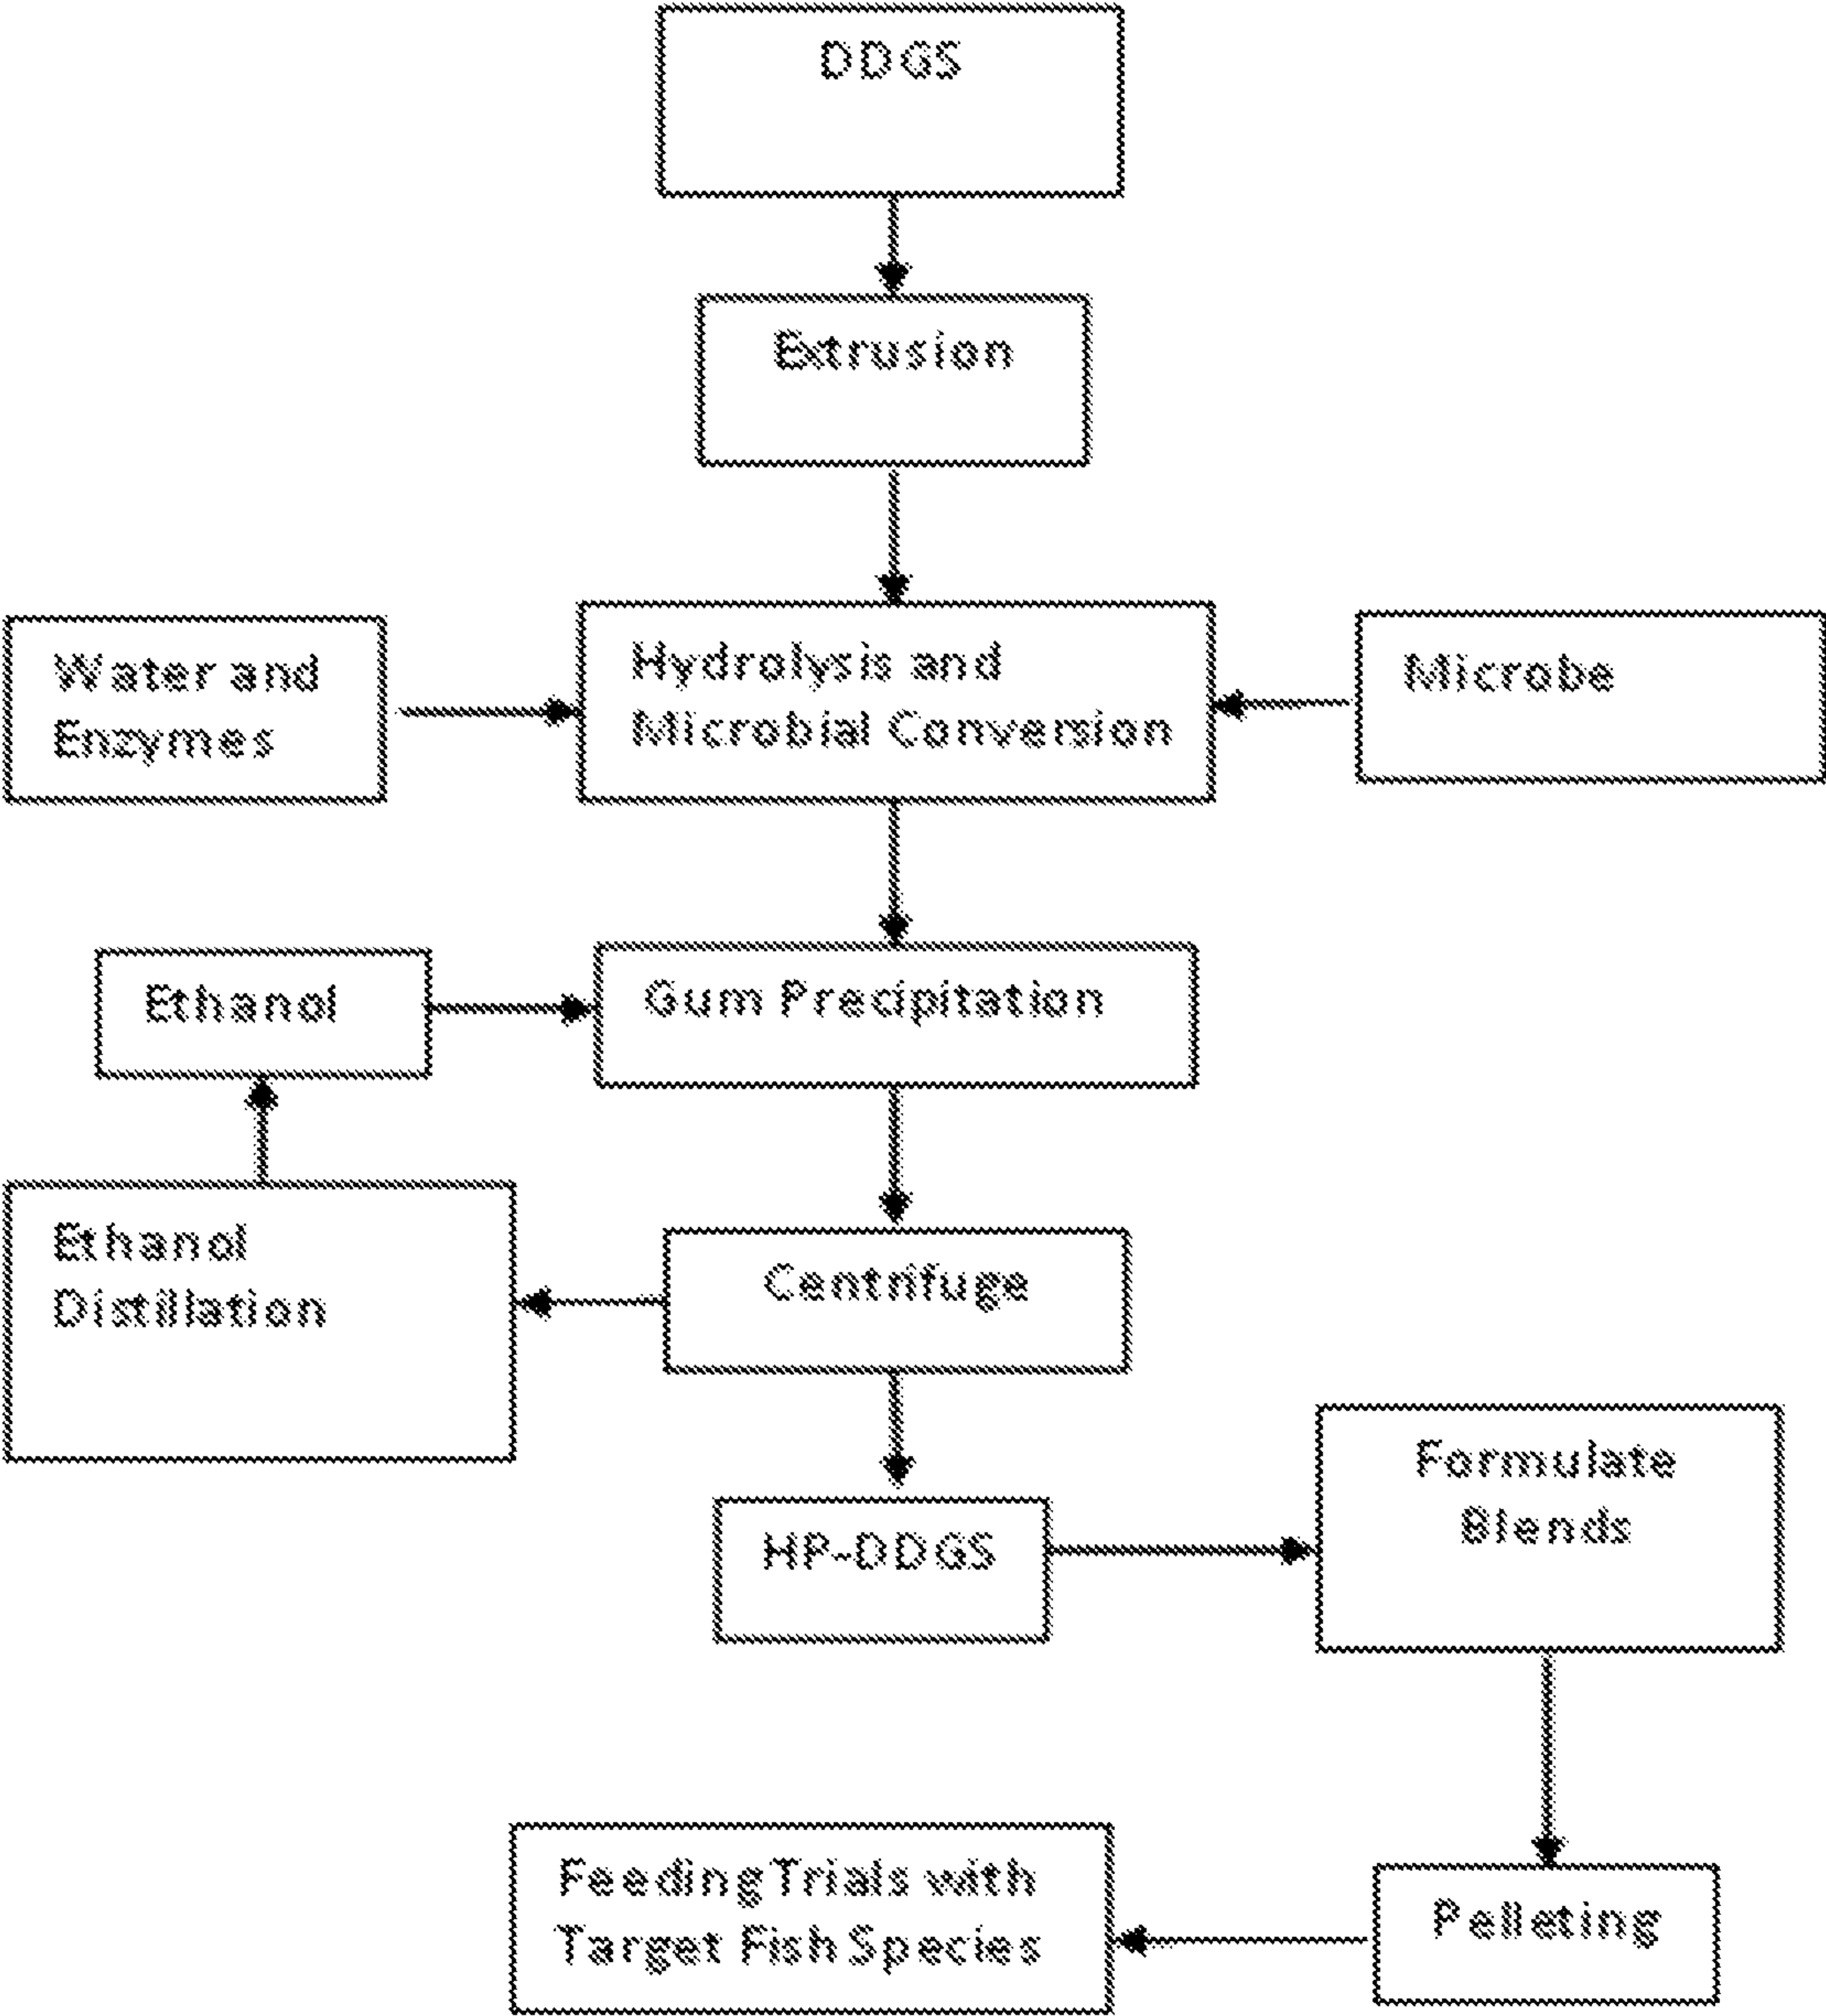 DDGS
Extrusion
Water and
Enzymes
Hydrolysis and
Microbial Conversion
Microbe
Ethanol
Gum Precipitation
Ethanol
Distillation
Centrifuge
HP-DDGS
Formulate
Blends
Feeding Trials with
Target Fish Species
Pelleting